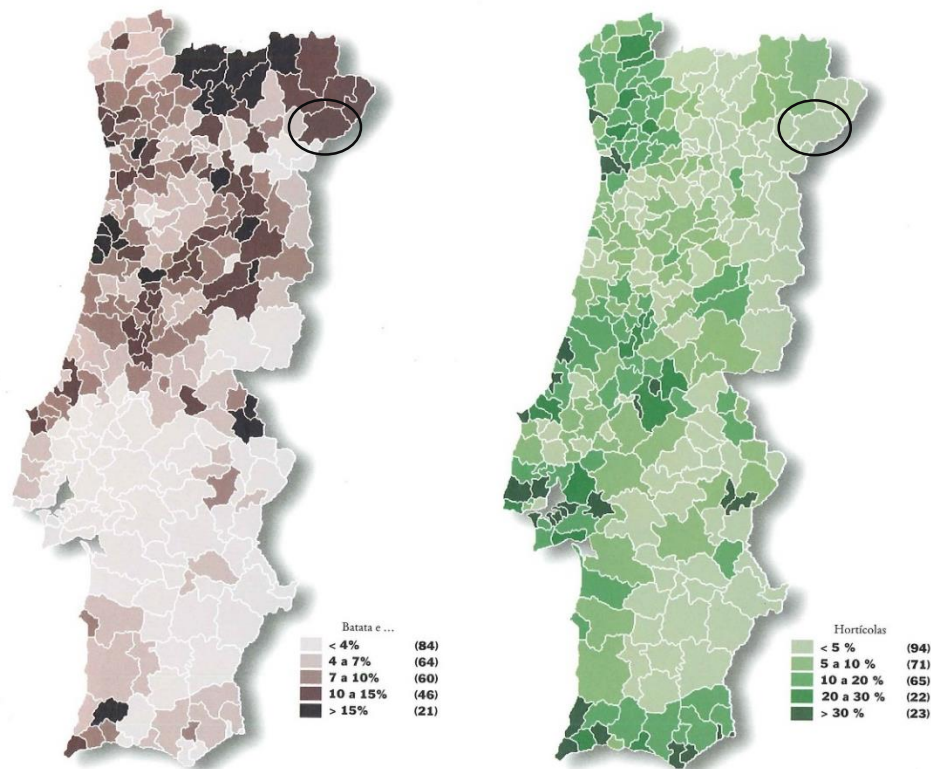 Batata e ...
< 4% (84)
4 a 7% (64)
7 a 10% (60)
10 a 15% (46)
> 15% (21)
Hortícolas
< 5 % (94)
5 a 10 % (71)
10 a 20 % (65)
20 a 30 % (22)
> 30 % (23)